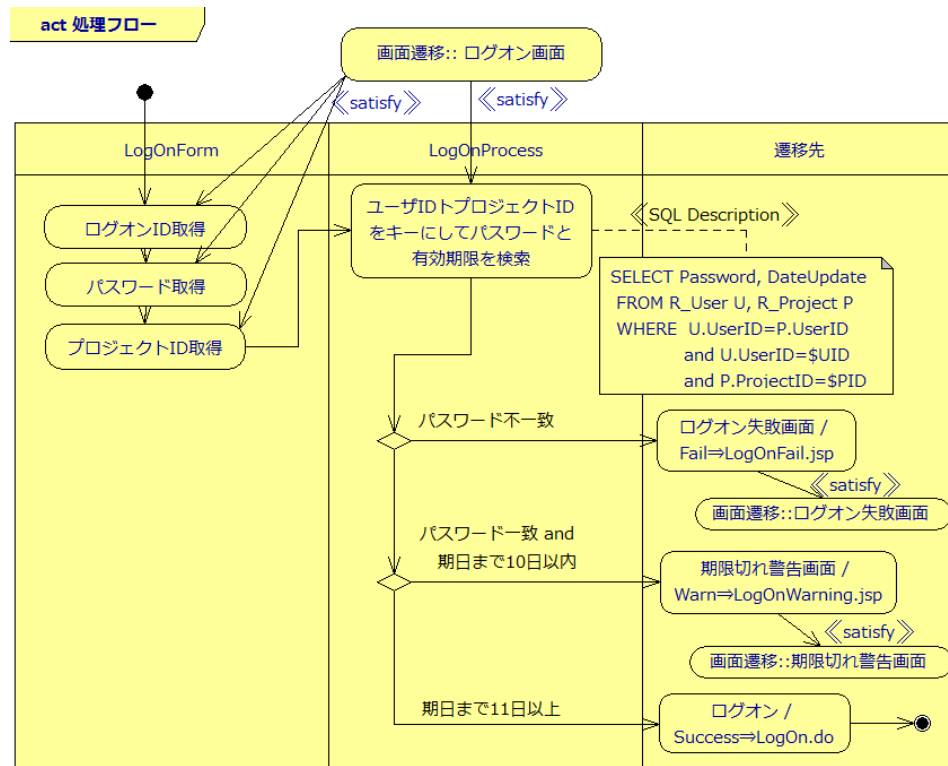 act 処理フロー
画面遷移:: ログオン画面
≪satisfy≫
≪satisfy≫
LogOnForm
LogOnProcess
遷移先
ログオンID取得
パスワード取得
プロジェクトID取得
ユーザIDトプロジェクトID
をキーにしてパスワードと
有効期限を検索
≪SQL Description≫
SELECT Password, DateUpdate
FROM R_User U, R_Project P
WHERE U.UserID=P.UserID
and U.UserID=$UID
and P.ProjectID=$PID
パスワード不一致
ログオン失敗画面 /
Fail⇒LogOnFail.jsp
≪satisfy≫
画面遷移::ログオン失敗画面
パスワード一致 and
期日まで10日以内
期限切れ警告画面 /
Warn⇒LogOnWarning.jsp
≪satisfy≫
画面遷移::期限切れ警告画面
期日まで11日以上
ログオン /
Success⇒LogOn.do